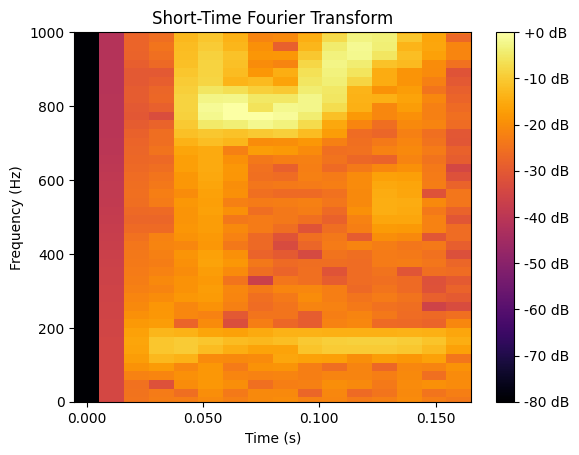 Short-Time Fourier Transform
1000
800
600
400
200
0
Frequency (Hz)
0.000
0.050
0.100
0.150
Time (s)
+0 dB
-10 dB
-20 dB
-30 dB
-40 dB
-50 dB
-60 dB
-70 dB
-80 dB